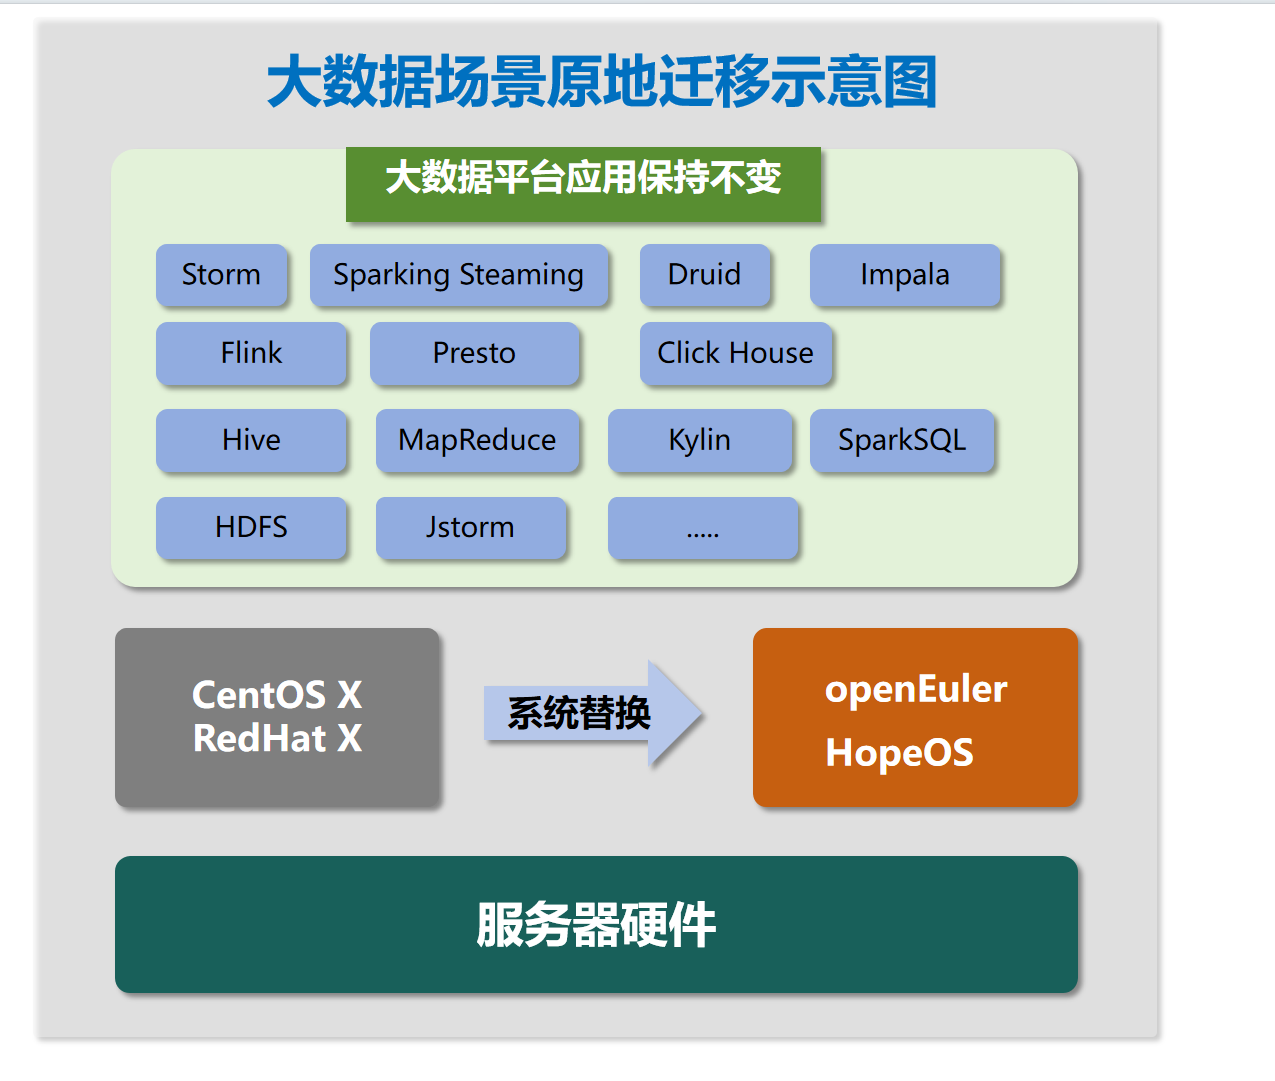 大数据场景原地迁移示意图
大数据平台应用保持不变
Storm
Sparking Steaming
Druid
Impala
Flink
Presto
Click House
Hive
MapReduce
Kylin
SparkSQL
HDFS
Jstorm
.....
CentOS X
RedHat X
系统替换
openEuler
HopeOS
服务器硬件